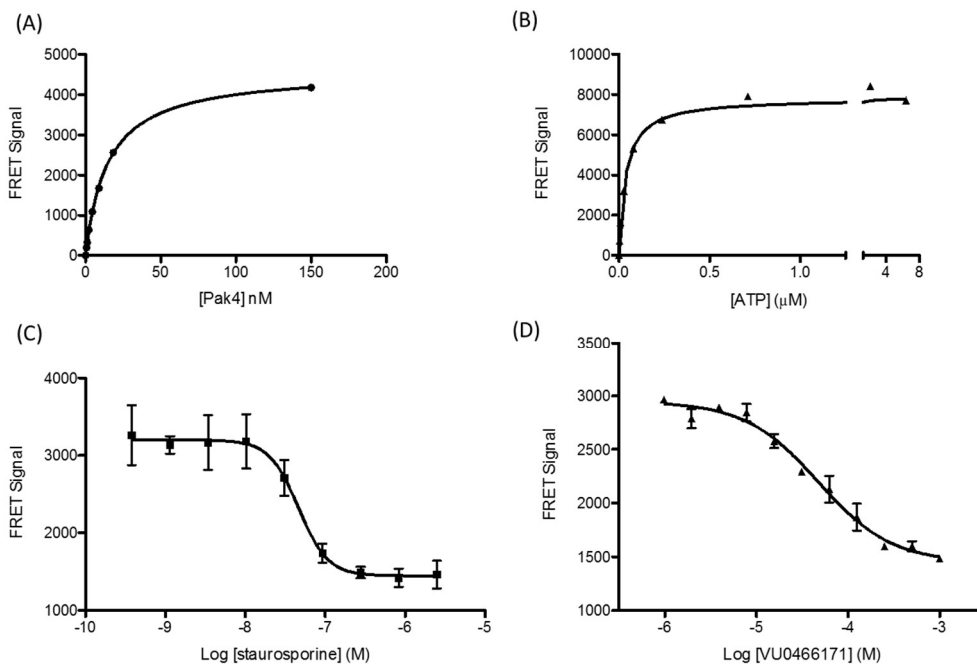 (A)
5000
4000
3000
2000
1000
0
FRET Signal
0 50 100 150 200
[Pak4] nM
(B)
10000
8000
6000
4000
2000
0
FRET Signal
0.0 0.5 1.0 4 8
[ATP] (μM)
(C)
4000
3000
2000
1000
FRET Signal
-10 -9 -8 -7 -6 -5
Log [staurosporine] (M)
(D)
3500
3000
2500
2000
1500
1000
FRET Signal
-6 -5 -4 -3
Log [VU0466171] (M)